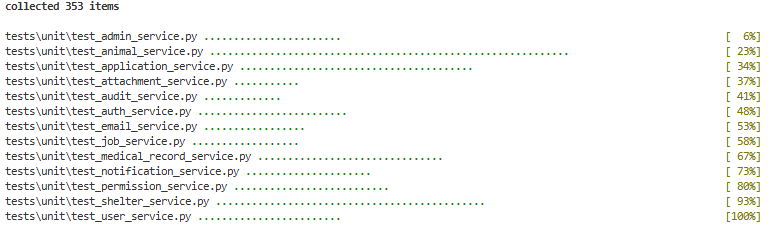 collected 353 items
tests\unit\test_admin_service.py ....................... [  6%]
tests\unit\test_animal_service.py ............................................................ [ 23%]
tests\unit\test_application_service.py ....................................... [ 34%]
tests\unit\test_attachment_service.py ........... [ 37%]
tests\unit\test_audit_service.py ............. [ 41%]
tests\unit\test_auth_service.py ......................... [ 48%]
tests\unit\test_email_service.py ................. [ 53%]
tests\unit\test_job_service.py .................. [ 58%]
tests\unit\test_medical_record_service.py ............................... [ 67%]
tests\unit\test_notification_service.py ..................... [ 73%]
tests\unit\test_permission_service.py .......................... [ 80%]
tests\unit\test_shelter_service.py ............................................. [ 93%]
tests\unit\test_user_service.py ........................ [100%]